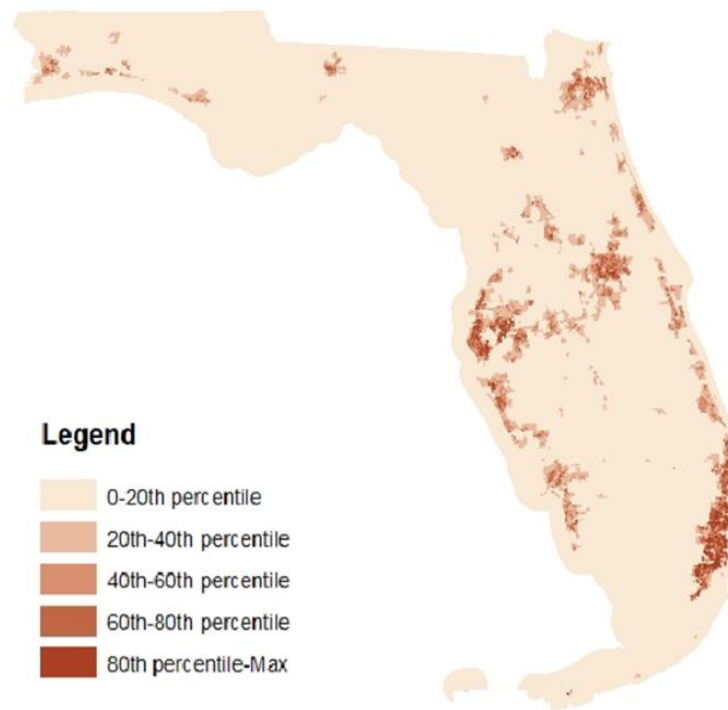 Legend
0-20th percentile
20th-40th percentile
40th-60th percentile
60th-80th percentile
80th percentile-Max